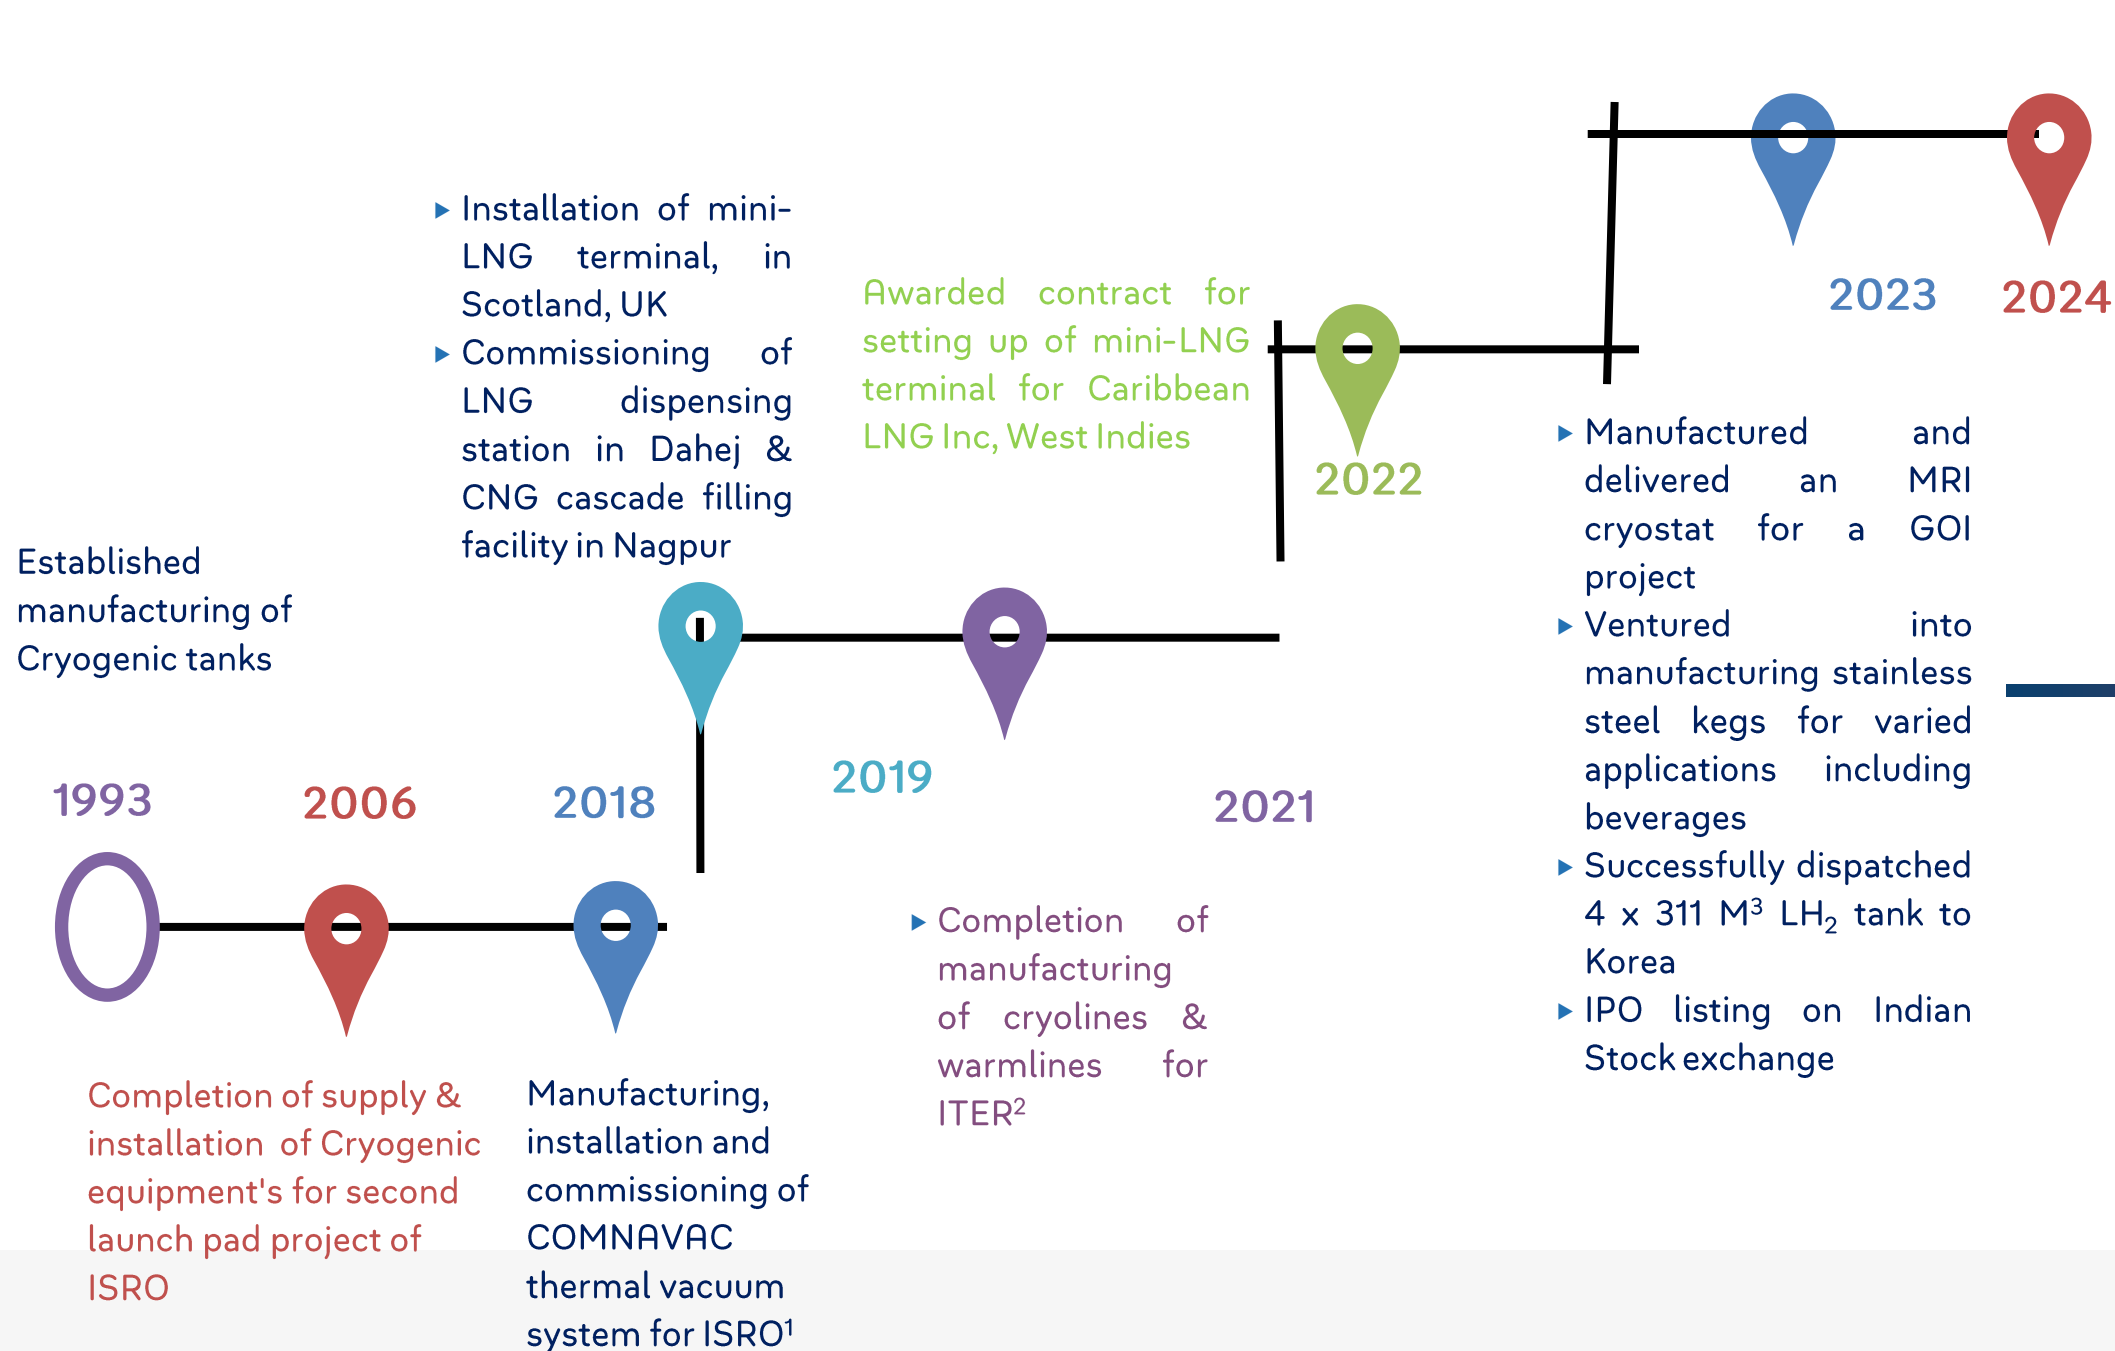 Established
manufacturing of
Cryogenic tanks
1993
2006
Completion of supply &
installation of Cryogenic
equipment's for second
launch pad project of
ISRO
2018
Manufacturing,
installation and
commissioning of
COMNAVAC
thermal vacuum
system for ISRO¹
▸ Installation of mini-
LNG terminal, in
Scotland, UK
▸ Commissioning of
LNG dispensing
station in Dahej &
CNG cascade filling
facility in Nagpur
2019
2021
▸ Completion of
manufacturing
of cryolines &
warmlines for
ITER²
Awarded contract for
setting up of mini-LNG
terminal for Caribbean
LNG Inc, West Indies
2022
2023
▸ Manufactured and
delivered an MRI
cryostat for a GOI
project
▸ Ventured into
manufacturing stainless
steel kegs for varied
applications including
beverages
▸ Successfully dispatched
4 x 311 M³ LH₂ tank to
Korea
▸ IPO listing on Indian
Stock exchange
2024